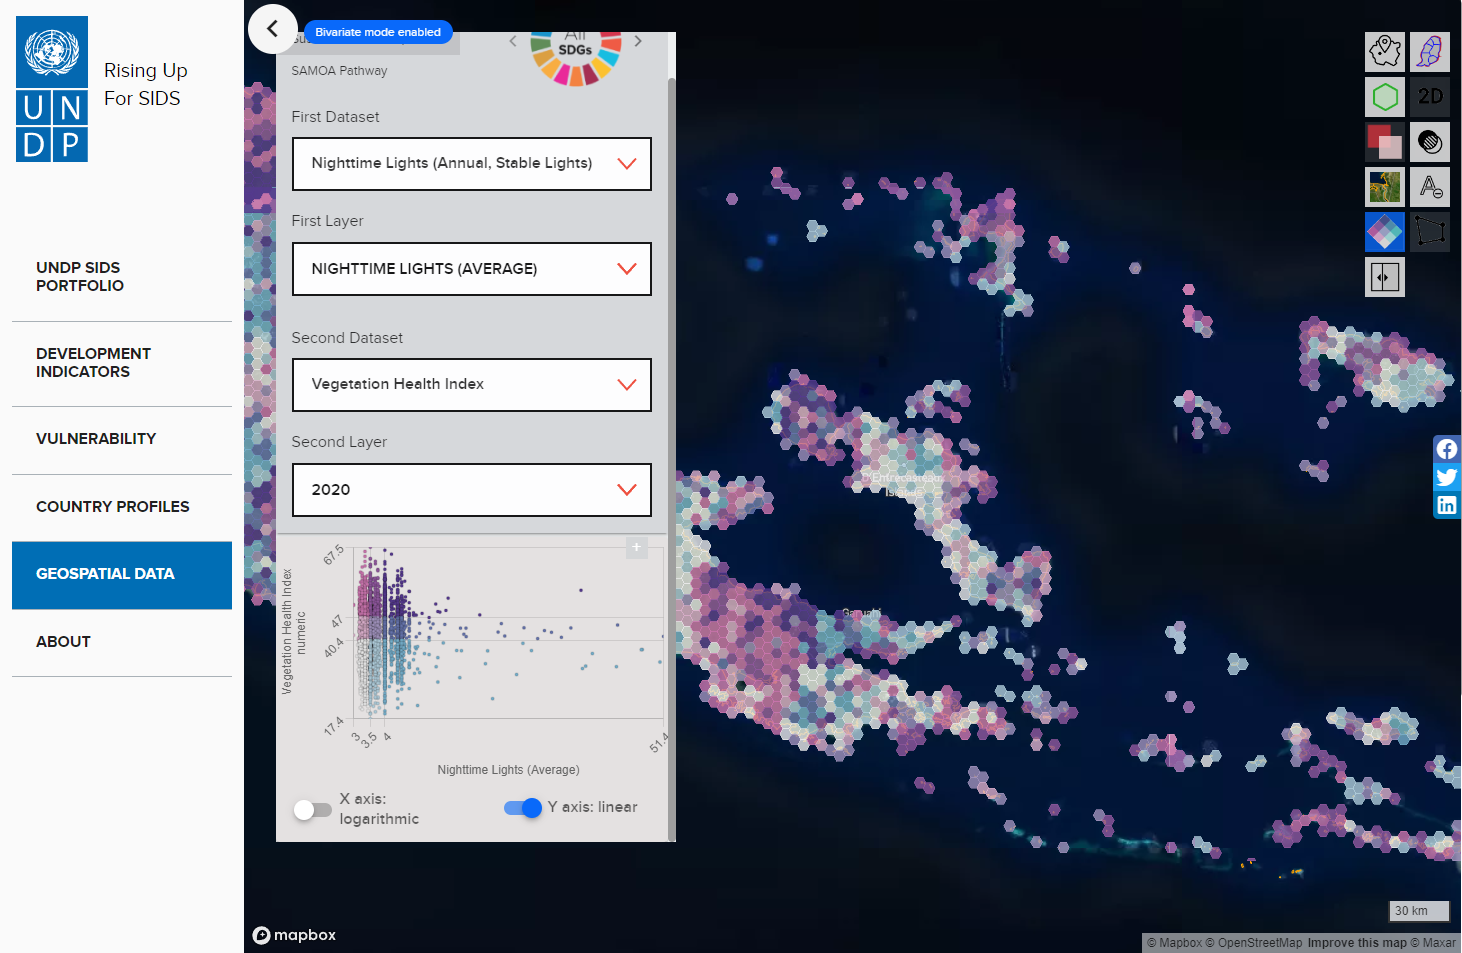 UN
DP
Rising Up
For SIDS
UNDP SIDS
PORTFOLIO
DEVELOPMENT
INDICATORS
VULNERABILITY
COUNTRY PROFILES
GEOSPATIAL DATA
ABOUT
Bivariate mode enabled
All
SDGs
SAMOA Pathway
First Dataset
Nighttime Lights (Annual, Stable Lights)
First Layer
NIGHTTIME LIGHTS (AVERAGE)
Second Dataset
Vegetation Health Index
Second Layer
2020
+
Vegetation Health Index
numeric
67.5
47
40.4
17.4
3
3.5
4
51.4
Nighttime Lights (Average)
X axis:
logarithmic
Y axis: linear
2D
A
30 km
mapbox
© Mapbox © OpenStreetMap Improve this map © Maxar